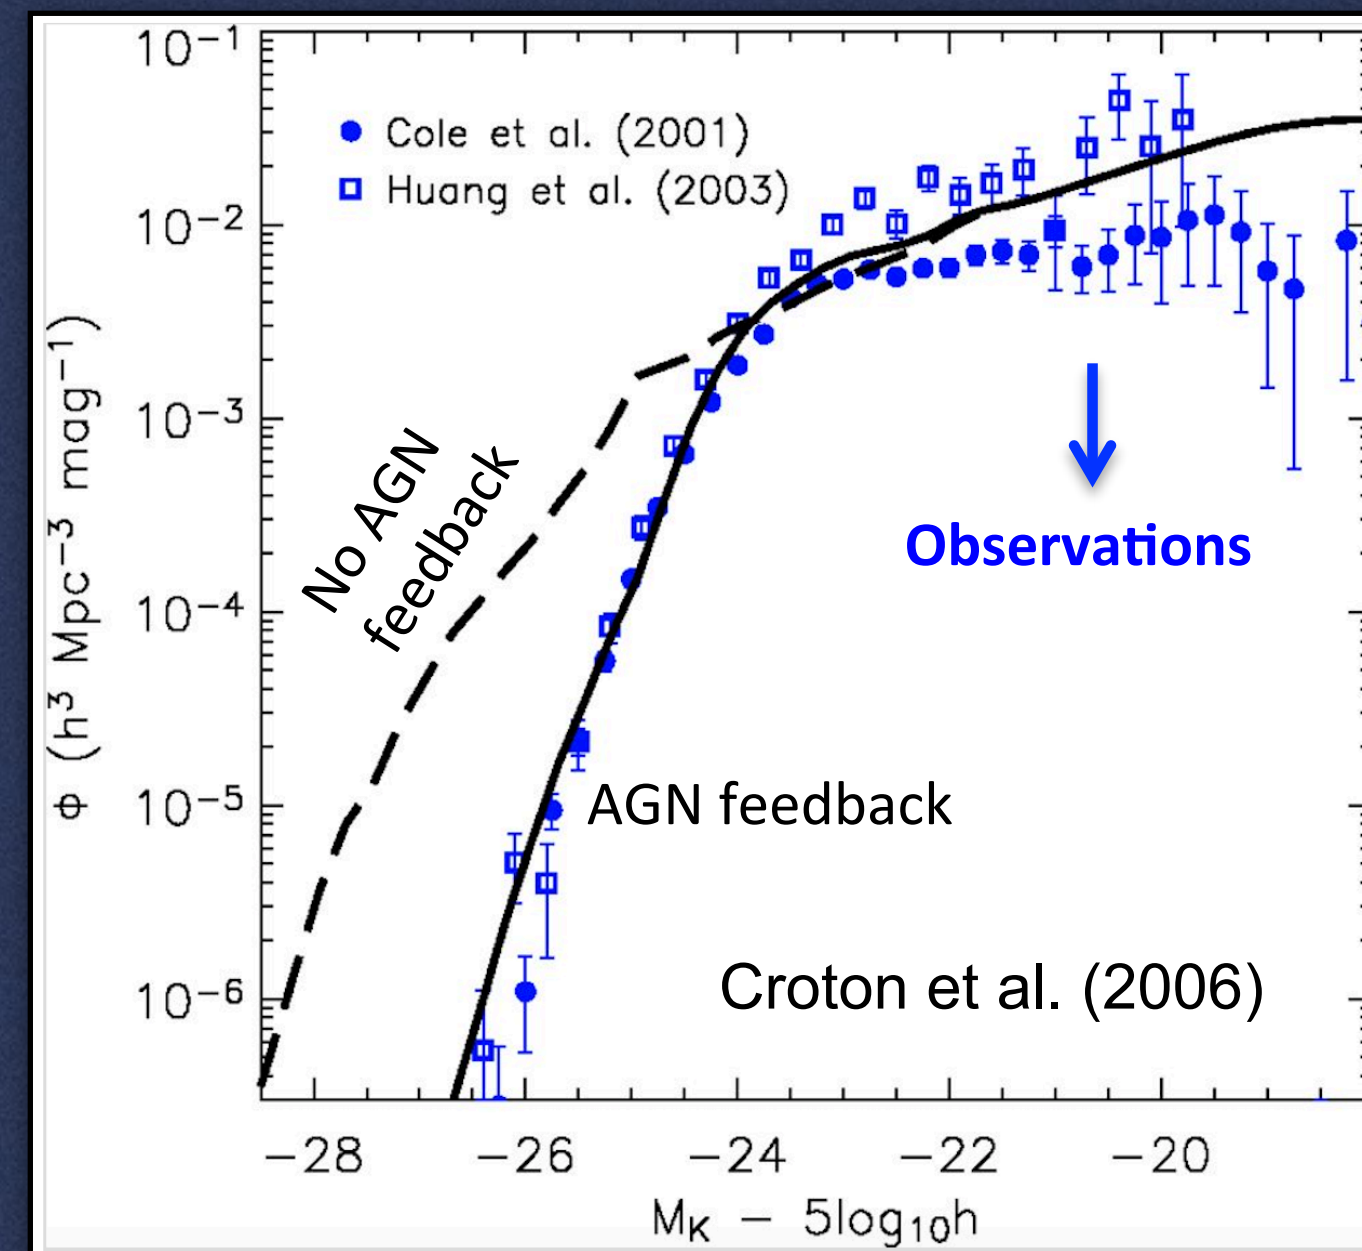 10⁻¹
Cole et al. (2001)
Huang et al. (2003)
10⁻²
10⁻³
No AGN
feedback
Observations
10⁻⁴
ϕ (h³ Mpc⁻³ mag⁻¹)
10⁻⁵
AGN feedback
Croton et al. (2006)
10⁻⁶
−28 −26 −24 −22 −20
Mₖ − 5log₁₀h